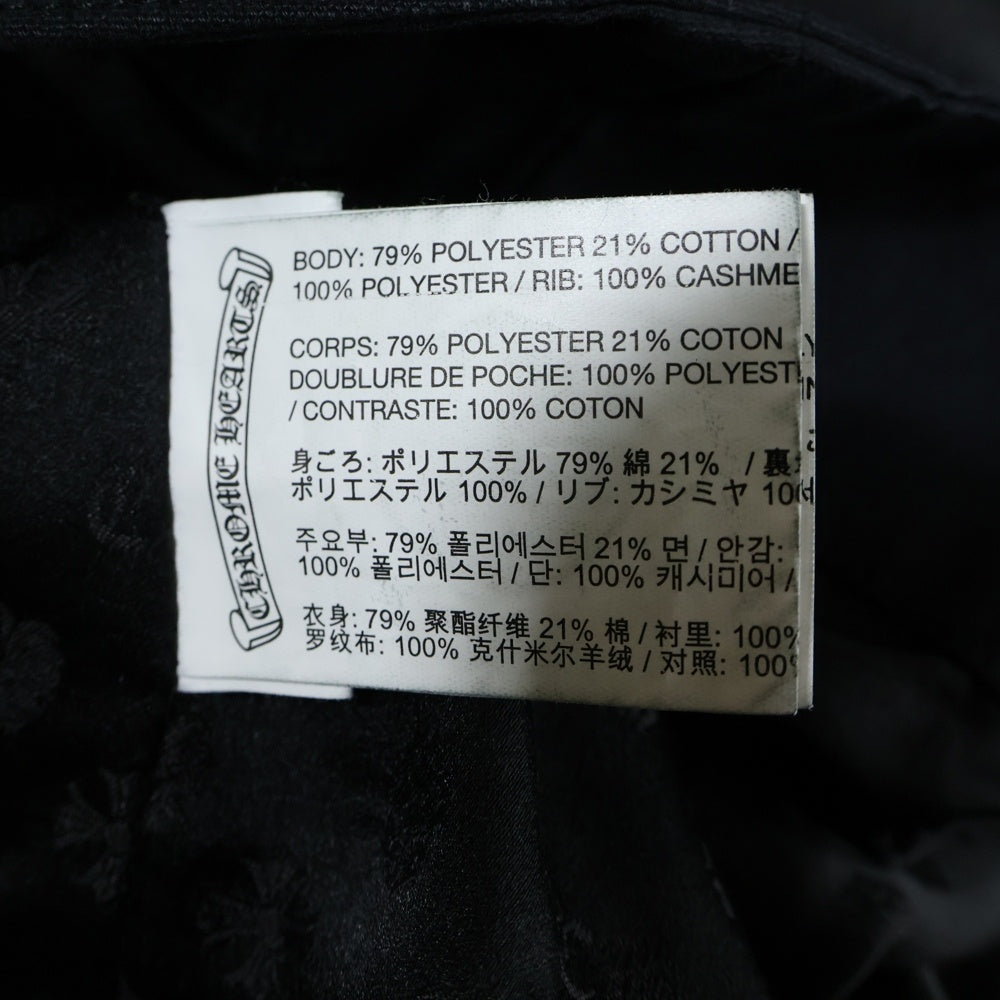 CHROME HEARTS
BODY: 79% POLYESTER 21% COTTON /
100% POLYESTER / RIB: 100% CASHME
CORPS: 79% POLYESTER 21% COTON
DOUBLURE DE POCHE: 100% POLYEST
/ CONTRASTE: 100% COTON
身ごろ: ポリエステル 79% 綿 21% / 裏
ポリエステル 100% / リブ: カシミヤ 10
주요부: 79% 폴리에스터 21% 면 / 안감:
100% 폴리에스터 / 단: 100% 캐시미어 /
衣身: 79% 聚酯纤维 21% 棉 / 衬里: 100%
罗纹布: 100% 克什米尔羊绒 / 对照: 100%